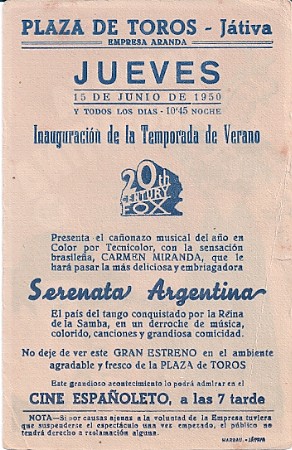 PLAZA DE TOROS - Játiva
EMPRESA ARANDA
JUEVES
15 DE JUNIO DE 1950
Y TODOS LOS DIAS - 10'45 NOCHE
Inauguración de la Temporada de Verano
20th
CENTURY
FOX
Presenta el cañonazo musical del año en
Color por Tecnicolor, con la sensación
brasileña, CARMEN MIRANDA, que le
hará pasar la más deliciosa y embriagadora
Serenata Argentina
El país del tango conquistado por la Reina
de la Samba, en un derroche de música,
colorido, canciones y grandiosa comicidad.
No deje de ver este GRAN ESTRENO en el ambiente
agradable y fresco de la PLAZA DE TOROS
Este grandioso acontecimiento lo podrá admirar en el
CINE ESPAÑOLETO, a las 7 tarde
NOTA—Si por causas ajenas a la voluntad de la Empresa tuviera
que suspenderse el espectáculo una vez empezado, el público no
tendrá derecho a reclamación alguna.
MARBAU.-JÁTIVA